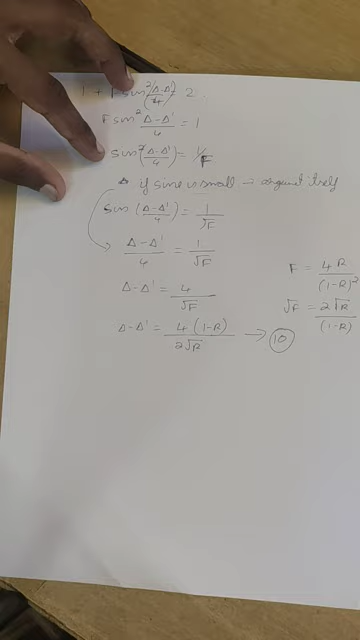 1 + F sin²(Δ-Δ'/4) = 2.
F sin² Δ-Δ'/4 = 1
sin²(Δ-Δ'/4) = 1/F
if sine is small → argument itself
sin (Δ-Δ'/4) = 1/√F
Δ-Δ'/4 = 1/√F
Δ-Δ' = 4/√F
Δ-Δ' = 4(1-R)/2√R → (10)
F = 4R/(1-R)²
√F = 2√R/(1-R)